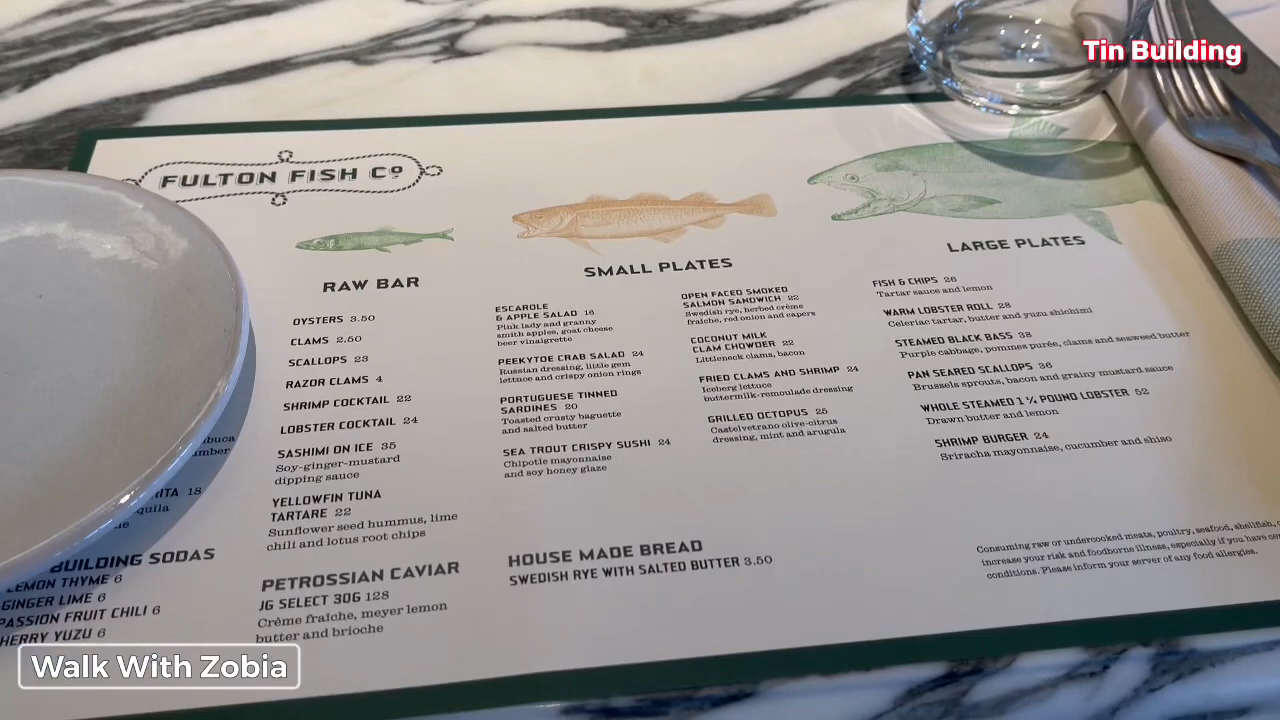 Tin Building
FULTON FISH CO
RAW BAR
OYSTERS 3.50
CLAMS 2.50
SCALLOPS 23
RAZOR CLAMS 4
SHRIMP COCKTAIL 22
LOBSTER COCKTAIL 24
SASHIMI ON ICE 35
Soy-ginger-mustard
dipping sauce
YELLOWFIN TUNA
TARTARE 22
Sunflower seed hummus, lime
chili and lotus root chips
PETROSSIAN CAVIAR
JG SELECT 30G 128
Crème fraîche, meyer lemon
butter and brioche
SMALL PLATES
ESCAROLE
& APPLE SALAD 16
Pink lady and granny
smith apples, goat cheese
beer vinaigrette
PEEKYTOE CRAB SALAD 24
Russian dressing, little gem
lettuce and crispy onion rings
PORTUGUESE TINNED
SARDINES 20
Toasted crusty baguette
and salted butter
SEA TROUT CRISPY SUSHI 24
Chipotle mayonnaise
and soy honey glaze
OPEN FACED SMOKED
SALMON SANDWICH 22
Swedish rye, herbed crème
fraiche, red onion and capers
COCONUT MILK
CLAM CHOWDER 22
Littleneck clams, bacon
FRIED CLAMS AND SHRIMP 24
Iceberg lettuce
buttermilk-remoulade dressing
GRILLED OCTOPUS 25
Castelvetrano olive-citrus
dressing, mint and arugula
HOUSE MADE BREAD
SWEDISH RYE WITH SALTED BUTTER 3.50
LARGE PLATES
FISH & CHIPS 26
Tartar sauce and lemon
WARM LOBSTER ROLL 28
Celeriac tartar, butter and yuzu shichimi
STEAMED BLACK BASS 38
Purple cabbage, pommes purée, clams and seaweed butter
PAN SEARED SCALLOPS 36
Brussels sprouts, bacon and grainy mustard sauce
WHOLE STEAMED 1 ¼ POUND LOBSTER 52
Drawn butter and lemon
SHRIMP BURGER 24
Sriracha mayonnaise, cucumber and shiso
Consuming raw or undercooked meats, poultry, seafood, shellfish,
increase your risk and foodborne illness, especially if you have
conditions. Please inform your server of any food allergies.
18
BUILDING SODAS
LEMON THYME 6
GINGER LIME 6
PASSION FRUIT CHILI 6
HERRY YUZU 6
Walk With Zobia